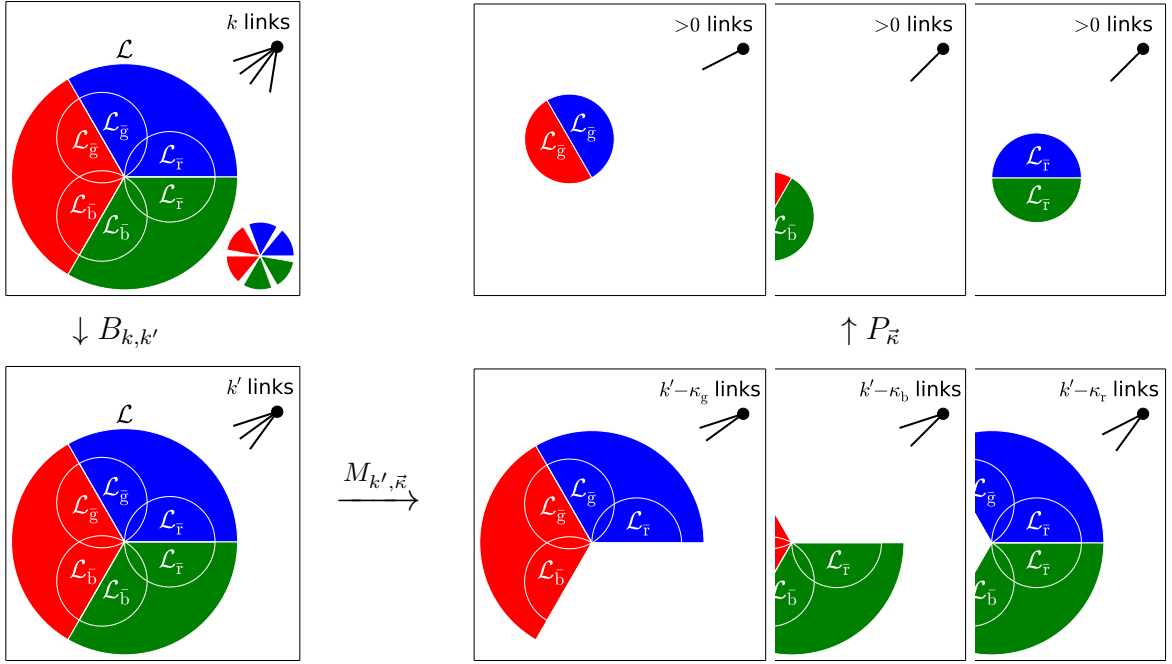 k links
ℒ
ℒ_ḡ
ℒ_ḡ
ℒ_r̄
ℒ_r̄
ℒ_b̄
ℒ_b̄
>0 links
ℒ_ḡ
ℒ_ḡ
>0 links
ℒ_b̄
>0 links
ℒ_r̄
ℒ_r̄
↓ B_{k,k′}
↑ P_{κ⃗}
k′ links
ℒ
ℒ_ḡ
ℒ_ḡ
ℒ_r̄
ℒ_r̄
ℒ_b̄
ℒ_b̄
M_{k′,κ⃗}
k′−κ_g links
ℒ_ḡ
ℒ_ḡ
ℒ_r̄
ℒ_b̄
k′−κ_b links
ℒ_r̄
ℒ_b̄
k′−κ_r links
ℒ_ḡ
ℒ_r̄
ℒ_r̄
ℒ_b̄